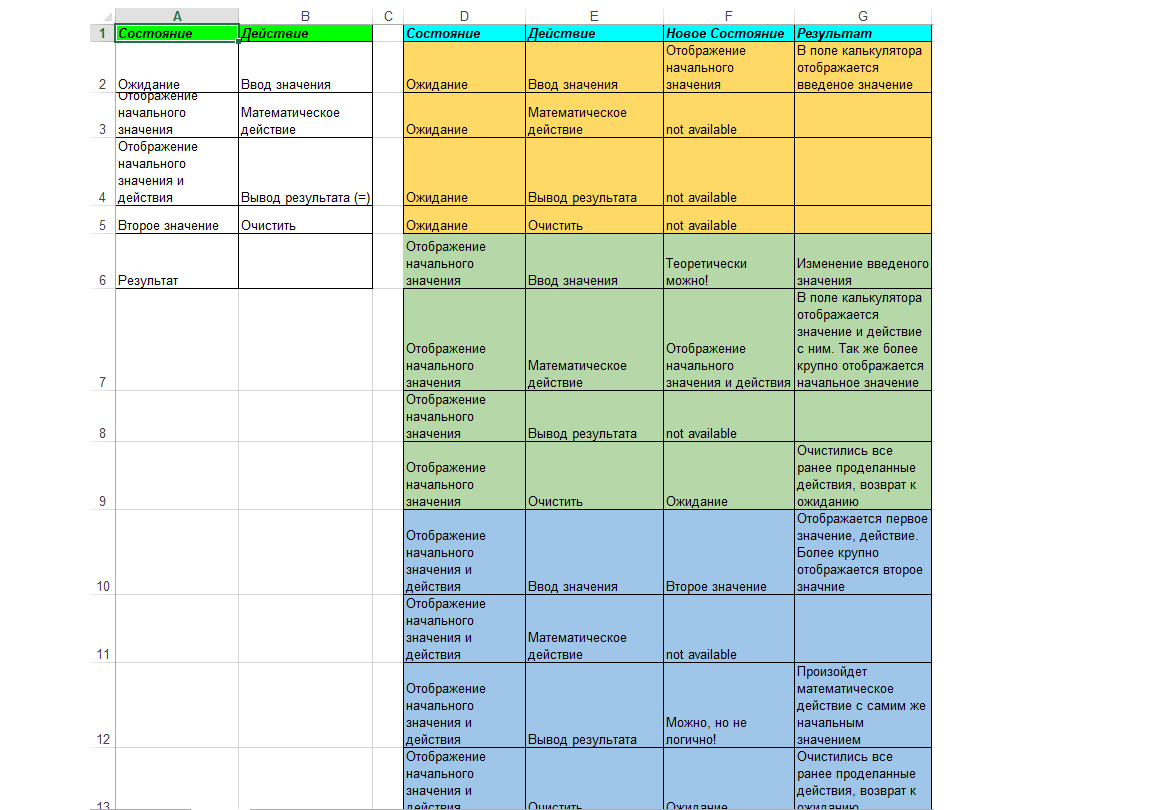 A B C D E F G
1 Состояние Действие Состояние Действие Новое Состояние Результат
2 Ожидание Ввод значения Ожидание Ввод значения
Отображение
начального
значения
В поле калькулятора
отображается
введеное значение
3
Отображение
начального
значения
Математическое
действие
Ожидание
Математическое
действие
not available
4
Отображение
начального
значения и
действия
Вывод результата (=)
Ожидание
Вывод результата
not available
5 Второе значение Очистить Ожидание Очистить not available
6 Результат
Отображение
начального
значения
Ввод значения
Теоретически
можно!
Изменение введеного
значения
7
Отображение
начального
значения
Математическое
действие
Отображение
начального
значения и действия
В поле калькулятора
отображается
значение и действие
с ним. Так же более
крупно отображается
начальное значение
8
Отображение
начального
значения
Вывод результата
not available
9
Отображение
начального
значения
Очистить
Ожидание
Очистились все
ранее проделанные
действия, возврат к
ожиданию
10
Отображение
начального
значения и
действия
Ввод значения
Второе значение
Отображается первое
значение, действие.
Более крупно
отображается второе
значние
11
Отображение
начального
значения и
действия
Математическое
действие
not available
12
Отображение
начального
значения и
действия
Вывод результата
Можно, но не
логично!
Произойдет
математическое
действие с самим же
начальным
значением
13
Отображение
начального
значения и
действия
Очистить
Ожидание
Очистились все
ранее проделанные
действия, возврат к
ожиданию